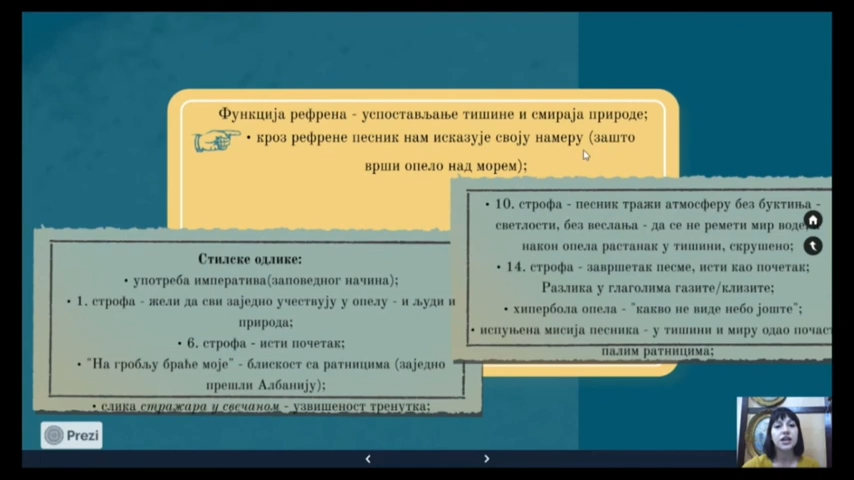 Функција рефрена - успостављање тишине и смираја природе;
• кроз рефрене песник нам исказује своју намеру (зашто
врши опело над морем);
Стилске одлике:
• употреба императива(заповедног начина);
• 1. строфа - жели да сви заједно учествују у опелу - и људи и
природа;
• 6. строфа - исти почетак;
• "На гробљу браће моје" - блискост са ратницима (заједно
прешли Албанију);
• слика стражара у свечаном - узвишеност тренутка;
• 10. строфа - песник тражи атмосферу без буктиња -
светлости, без веслања - да се не ремети мир
након опела растанак у тишини, скрушено;
• 14. строфа - завршетак песме, исти као почетак;
Разлика у глаголима газите/клизите;
• хипербола опела - "какво не виде небо јоште";
• испуњена мисија песника - у тишини и миру одао
палим ратницима;
Prezi